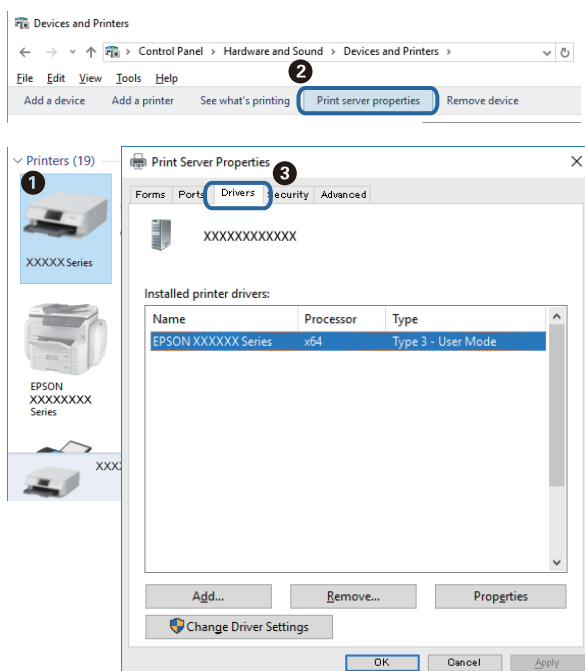 Devices and Printers
Control Panel > Hardware and Sound > Devices and Printers >
2
File Edit View Tools Help
Add a device Add a printer See what's printing Print server properties Remove device
Printers (19)
1
XXXXX Series
EPSON
XXXXXXXX
Series
XXX
Print Server Properties
3
Forms Ports Drivers Security Advanced
XXXXXXXXXXXX
Installed printer drivers:
Name Processor Type
EPSON XXXXXX Series x64 Type 3 - User Mode
Add... Remove... Properties
Change Driver Settings
OK Cancel Apply